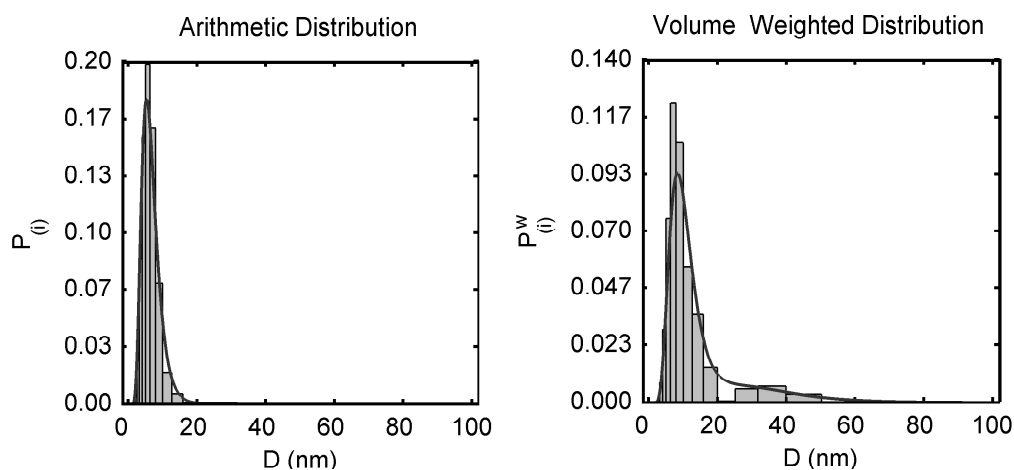 Arithmetic Distribution
0.20
0.17
0.13
0.10
0.07
0.03
0.00
P(i)
0 20 40 60 80 100
D (nm)
Volume Weighted Distribution
0.140
0.117
0.093
0.070
0.047
0.023
0.000
Pw(i)
0 20 40 60 80 100
D (nm)